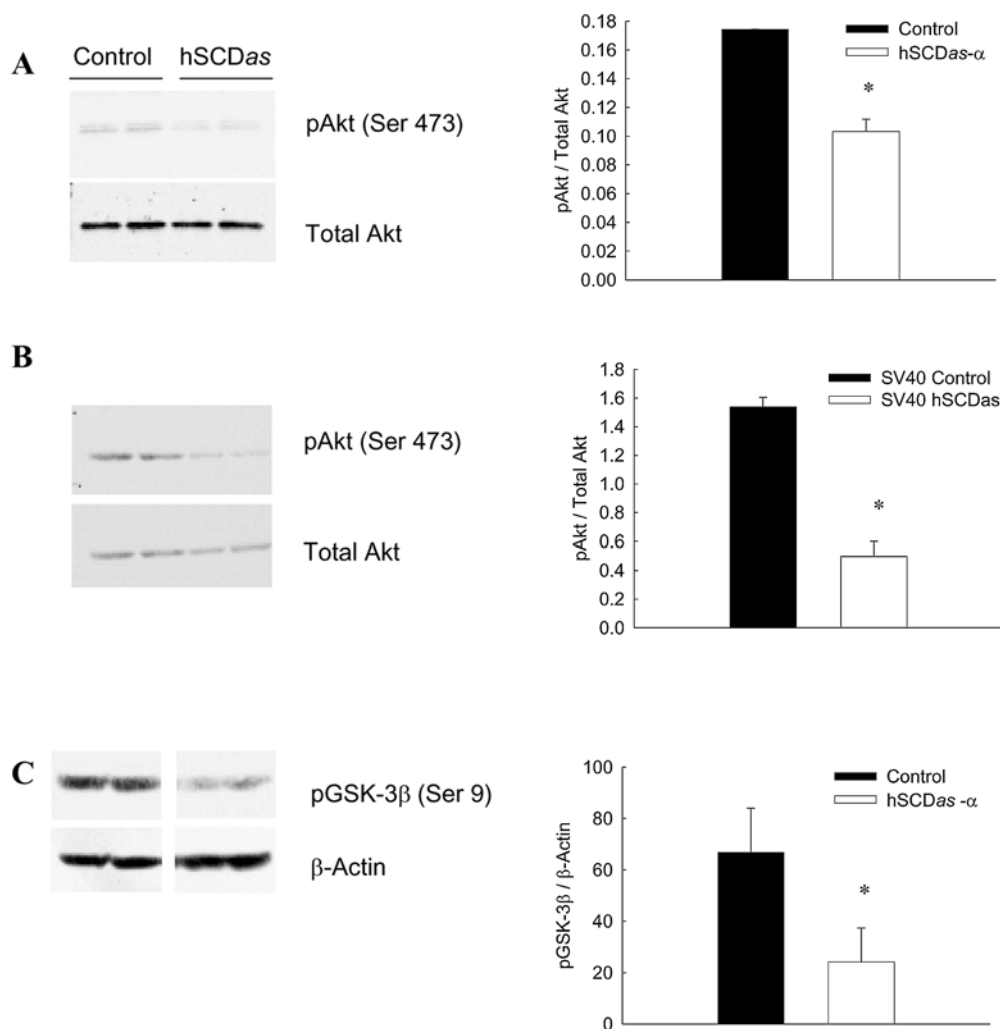 A
Control hSCDas
pAkt (Ser 473)
Total Akt
0.18
0.16
0.14
0.12
0.10
0.08
0.06
0.04
0.02
0.00
pAkt / Total Akt
Control
hSCDas-α
*
B
pAkt (Ser 473)
Total Akt
1.8
1.6
1.4
1.2
1.0
0.8
0.6
0.4
0.2
0.0
pAkt / Total Akt
SV40 Control
SV40 hSCDas
*
C
pGSK-3β (Ser 9)
β-Actin
100
80
60
40
20
0
pGSK-3β / β-Actin
Control
hSCDas -α
*